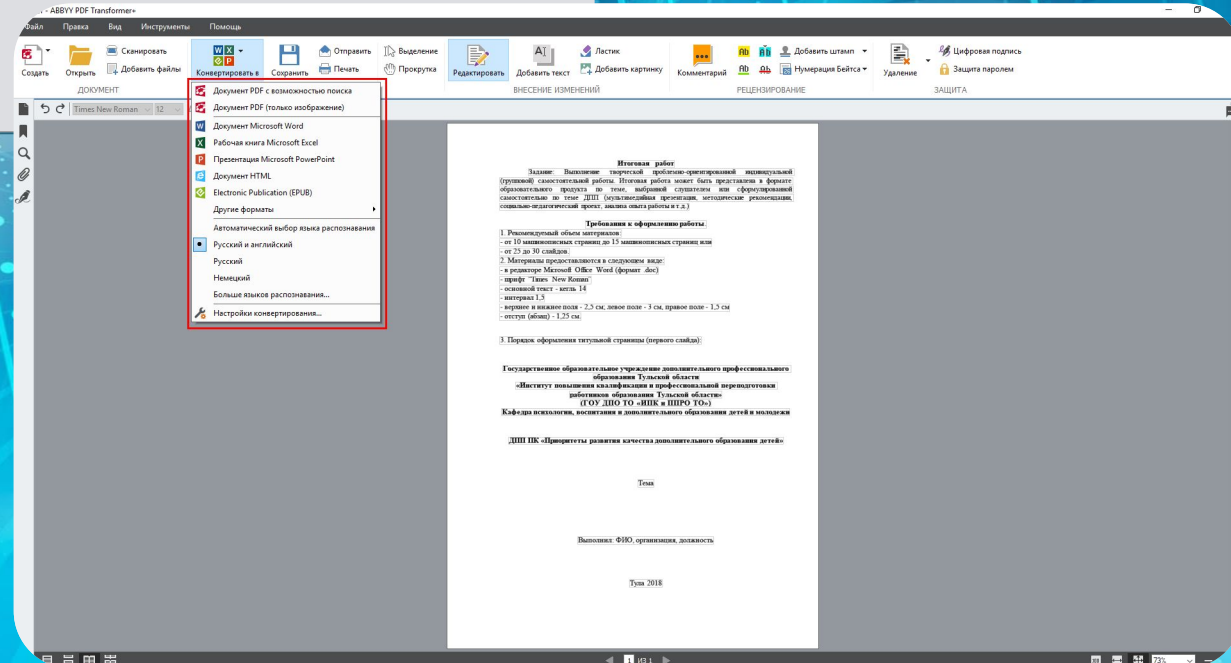 - ABBYY PDF Transformer+
Файл Правка Вид Инструменты Помощь
Создать
Открыть
Сканировать
Добавить файлы
ДОКУМЕНТ
Конвертировать в
Сохранить
Отправить
Печать
Выделение
Прокрутка
Редактировать
Добавить текст
Ластик
Добавить картинку
ВНЕСЕНИЕ ИЗМЕНЕНИЙ
Комментарий
Добавить штамп
Нумерация Бейтса
РЕЦЕНЗИРОВАНИЕ
Удаление
Цифровая подпись
Защита паролем
ЗАЩИТА
Times New Roman 12
Документ PDF с возможностью поиска
Документ PDF (только изображение)
Документ Microsoft Word
Рабочая книга Microsoft Excel
Презентация Microsoft PowerPoint
Документ HTML
Electronic Publication (EPUB)
Другие форматы
Автоматический выбор языка распознавания
Русский и английский
Русский
Немецкий
Больше языков распознавания...
Настройки конвертирования...
Итоговая работ
Задание: Выполнение творческой проблемно-ориентированной индивидуальной
(групповой) самостоятельной работы. Итоговая работа может быть представлена в формате
образовательного продукта по теме, выбранной слушателем или сформулированной
самостоятельно по теме ДПП (мультимедийная презентация, методические рекомендации,
социально-педагогический проект, анализ опыта работы и т.д.)
Требования к оформлению работы
1. Рекомендуемый объем материалов:
- от 10 машинописных страниц до 15 машинописных страниц или
- от 25 до 30 слайдов.
2. Материалы предоставляются в следующем виде:
- в редакторе Microsoft Office Word (формат .doc)
- шрифт "Times New Roman"
- основной текст - кегль 14
- интервал 1,5
- верхнее и нижнее поля - 2,5 см; левое поле - 3 см, правое поле - 1,5 см
- отступ (абзац) - 1,25 см.
3. Порядок оформления титульной страницы (первого слайда):
Государственное образовательное учреждение дополнительного профессионального
образования Тульской области
«Институт повышения квалификации и профессиональной переподготовки
работников образования Тульской области»
(ГОУ ДПО ТО «ИПК и ППРО ТО»)
Кафедра психологии, воспитания и дополнительного образования детей и молодежи
ДПП ПК «Приоритеты развития качества дополнительного образования детей»
Тема
Выполнил: ФИО, организация, должность
Тула 2018
1 ИЗ 1
73%